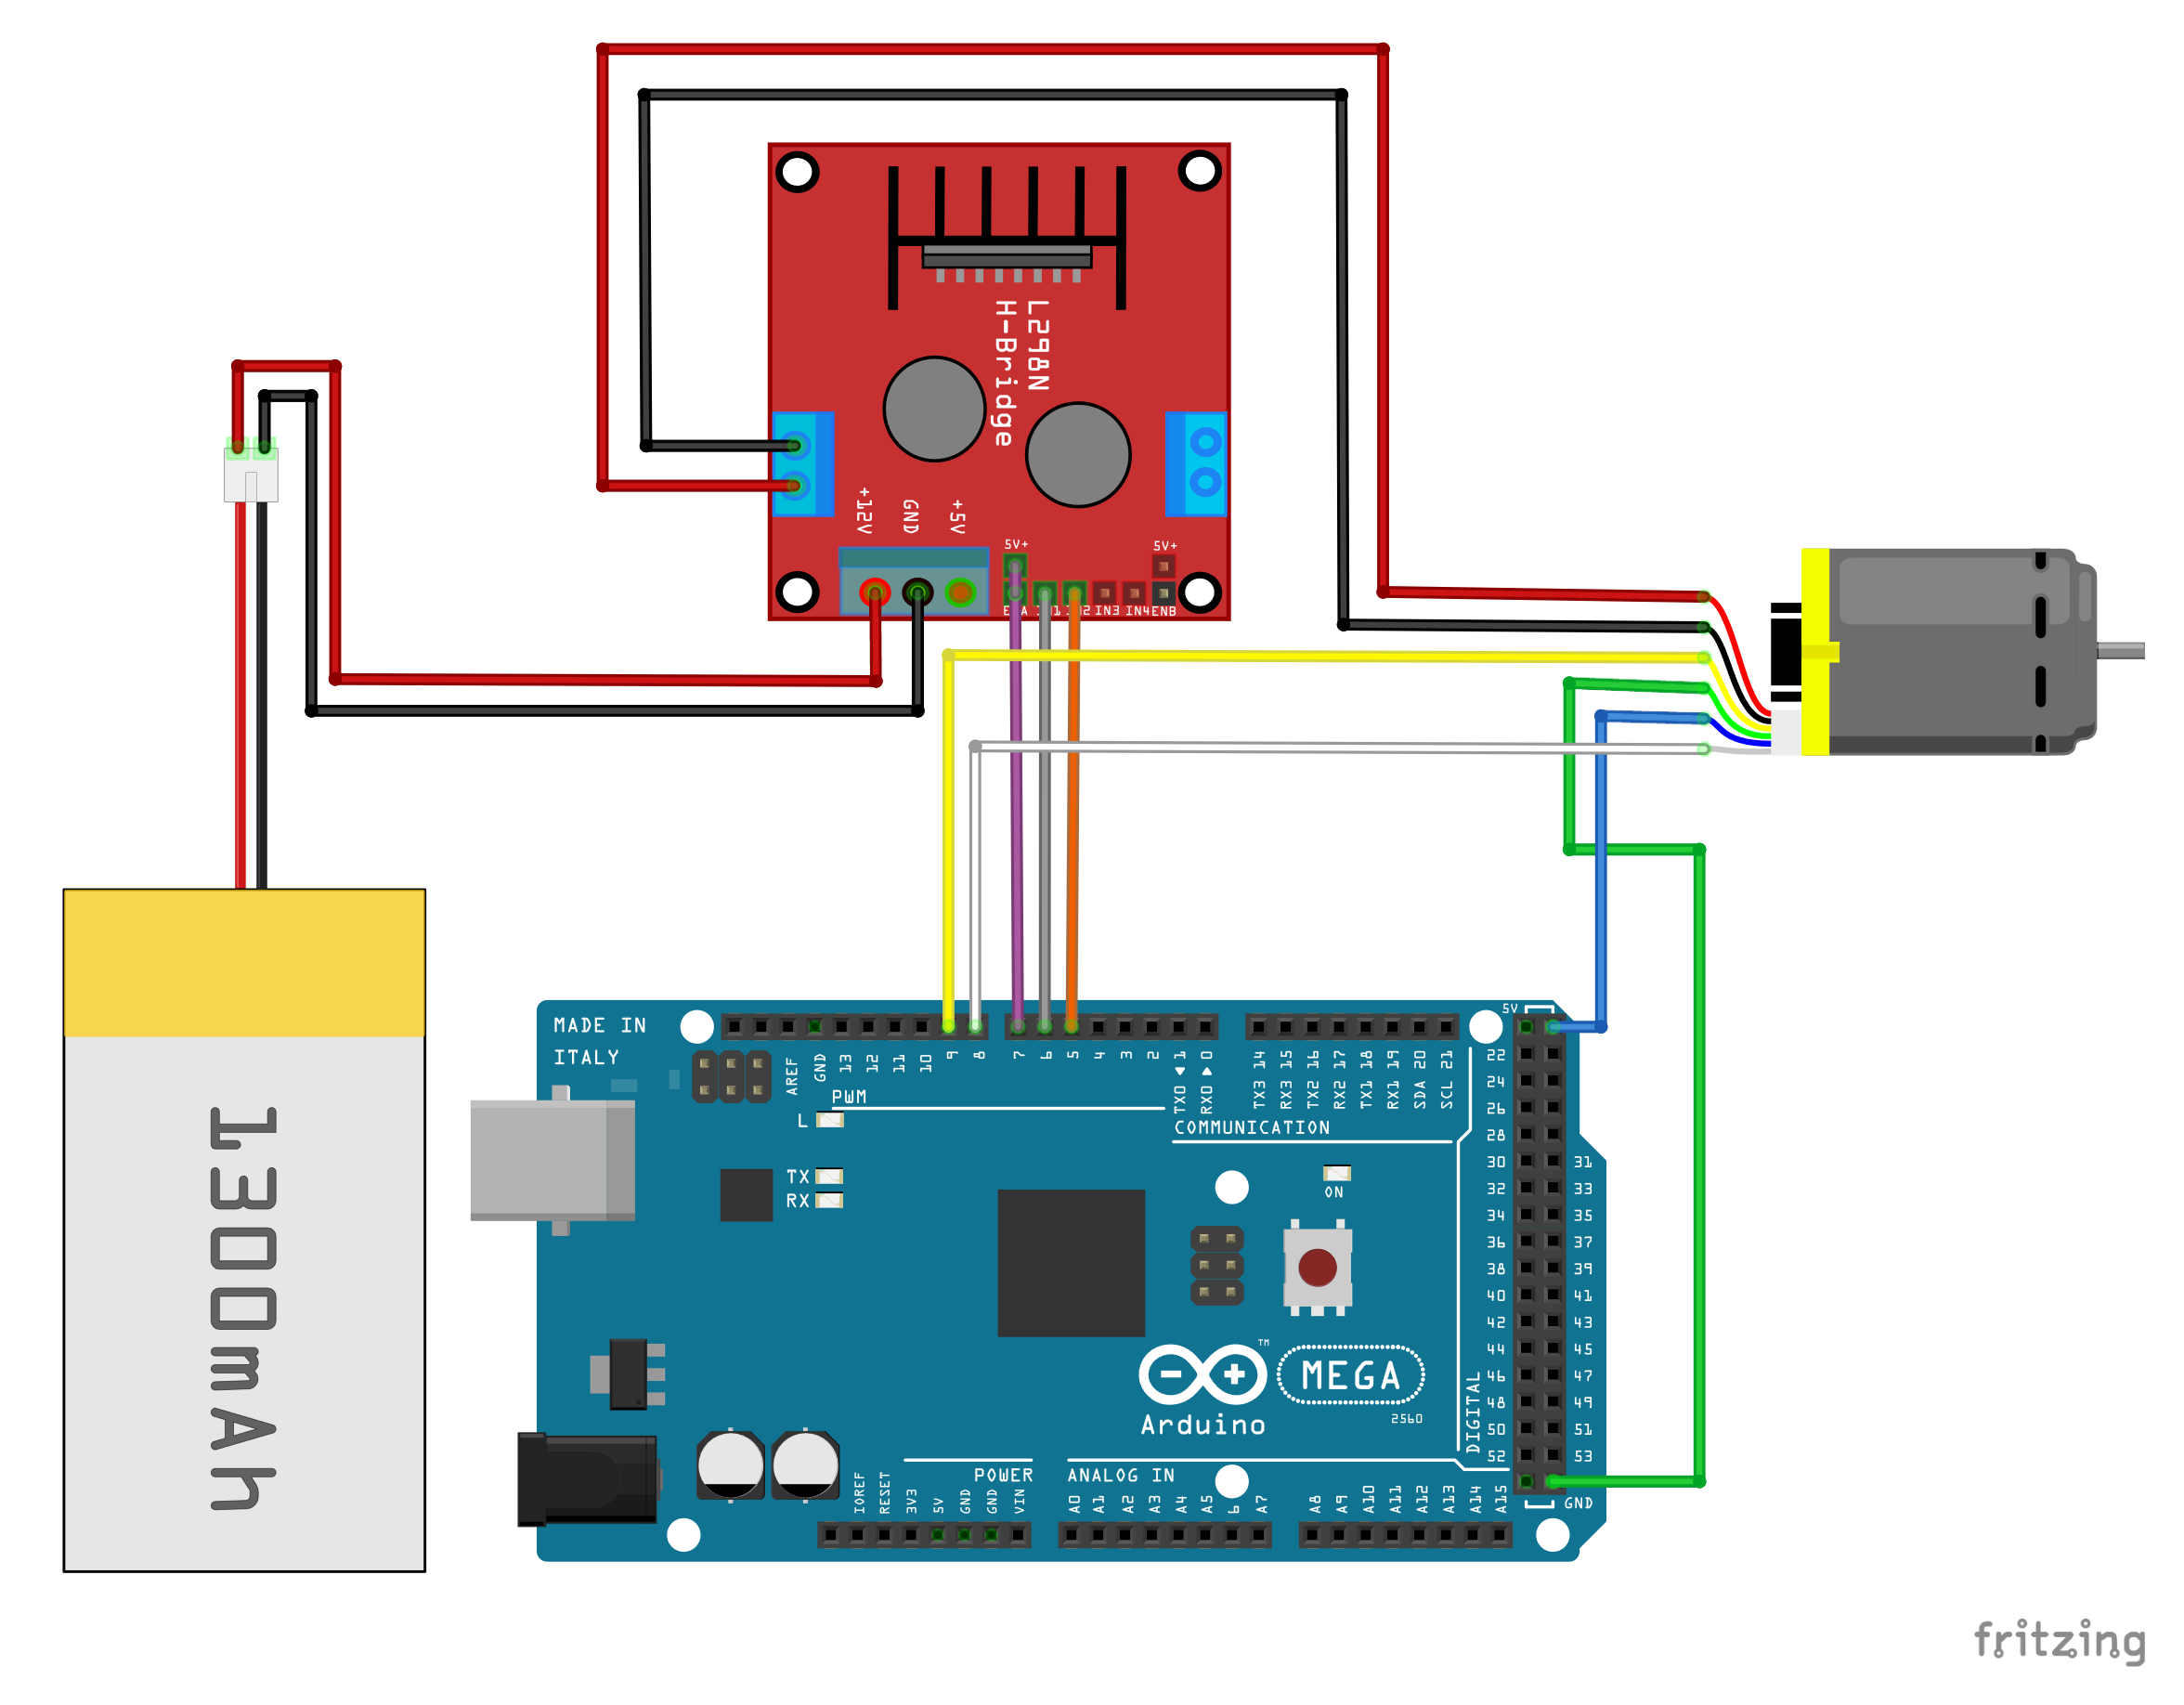 L298N
H-Bridge
+12V
GND
+5V
5V+
5V+
IN3
IN4
ENB
1300mAh
MADE IN
ITALY
AREF
GND
13
12
11
10
9
8
7
6
5
4
3
2
TX0 1
RX0 0
TX3 14
RX3 15
TX2 16
RX2 17
TX1 18
RX1 19
SDA 20
SCL 21
PWM
L
COMMUNICATION
TX
RX
ON
5V
22
24
26
28
30 31
32 33
34 35
36 37
38 39
40 41
42 43
44 45
46 47
48 49
50 51
52 53
GND
DIGITAL
TM
MEGA
Arduino
2560
POWER
ANALOG IN
IOREF
RESET
3V3
5V
GND
GND
VIN
A0
A1
A2
A3
A4
A5
6
A7
A8
A9
A10
A11
A12
A13
A14
A15
fritzing